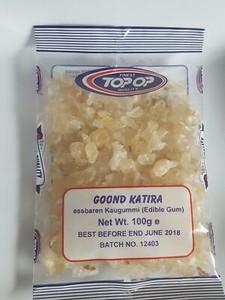 FINEST
TOP OP
QUALITY
GOOND KATIRA
essbaren Kaugummi (Edible Gum)
Net Wt. 100g e
BEST BEFORE END JUNE 2018
BATCH NO. 12403